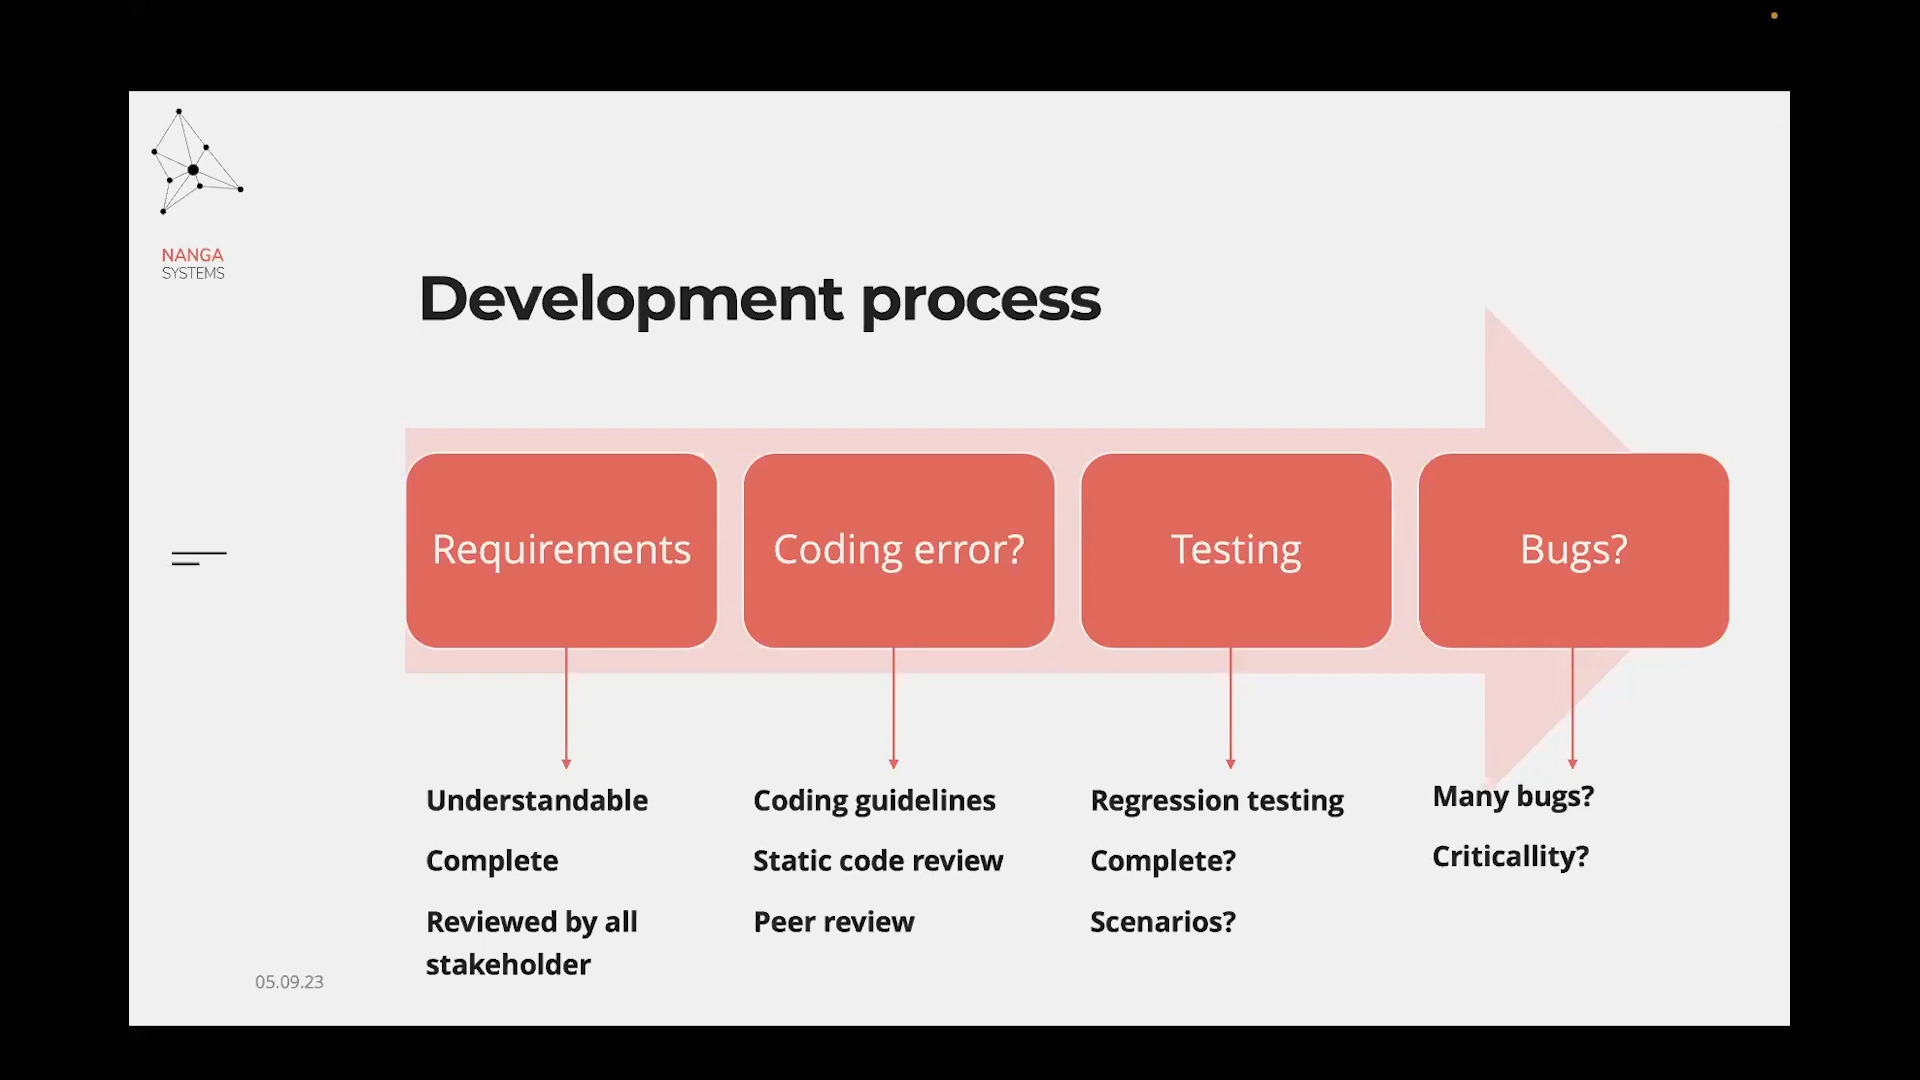 NANGA
SYSTEMS
Development process
Requirements
Coding error?
Testing
Bugs?
Understandable
Complete
Reviewed by all
stakeholder
Coding guidelines
Static code review
Peer review
Regression testing
Complete?
Scenarios?
Many bugs?
Criticallity?
05.09.23